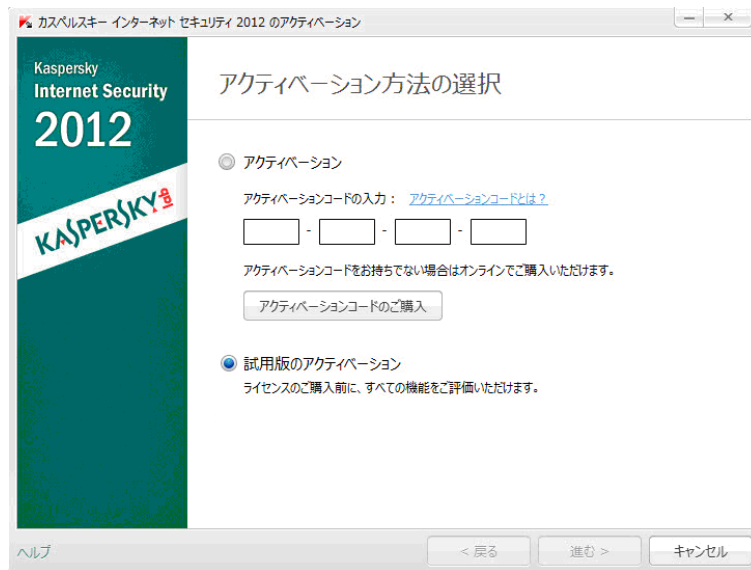 カスペルスキー インターネット セキュリティ 2012 のアクティベーション
Kaspersky
Internet Security
2012
KASPERSKY lab
アクティベーション方法の選択
アクティベーション
アクティベーションコードの入力： アクティベーションコードとは？
- - -
アクティベーションコードをお持ちでない場合はオンラインでご購入いただけます。
アクティベーションコードのご購入
試用版のアクティベーション
ライセンスのご購入前に、すべての機能をご評価いただけます。
ヘルプ
< 戻る 進む > キャンセル